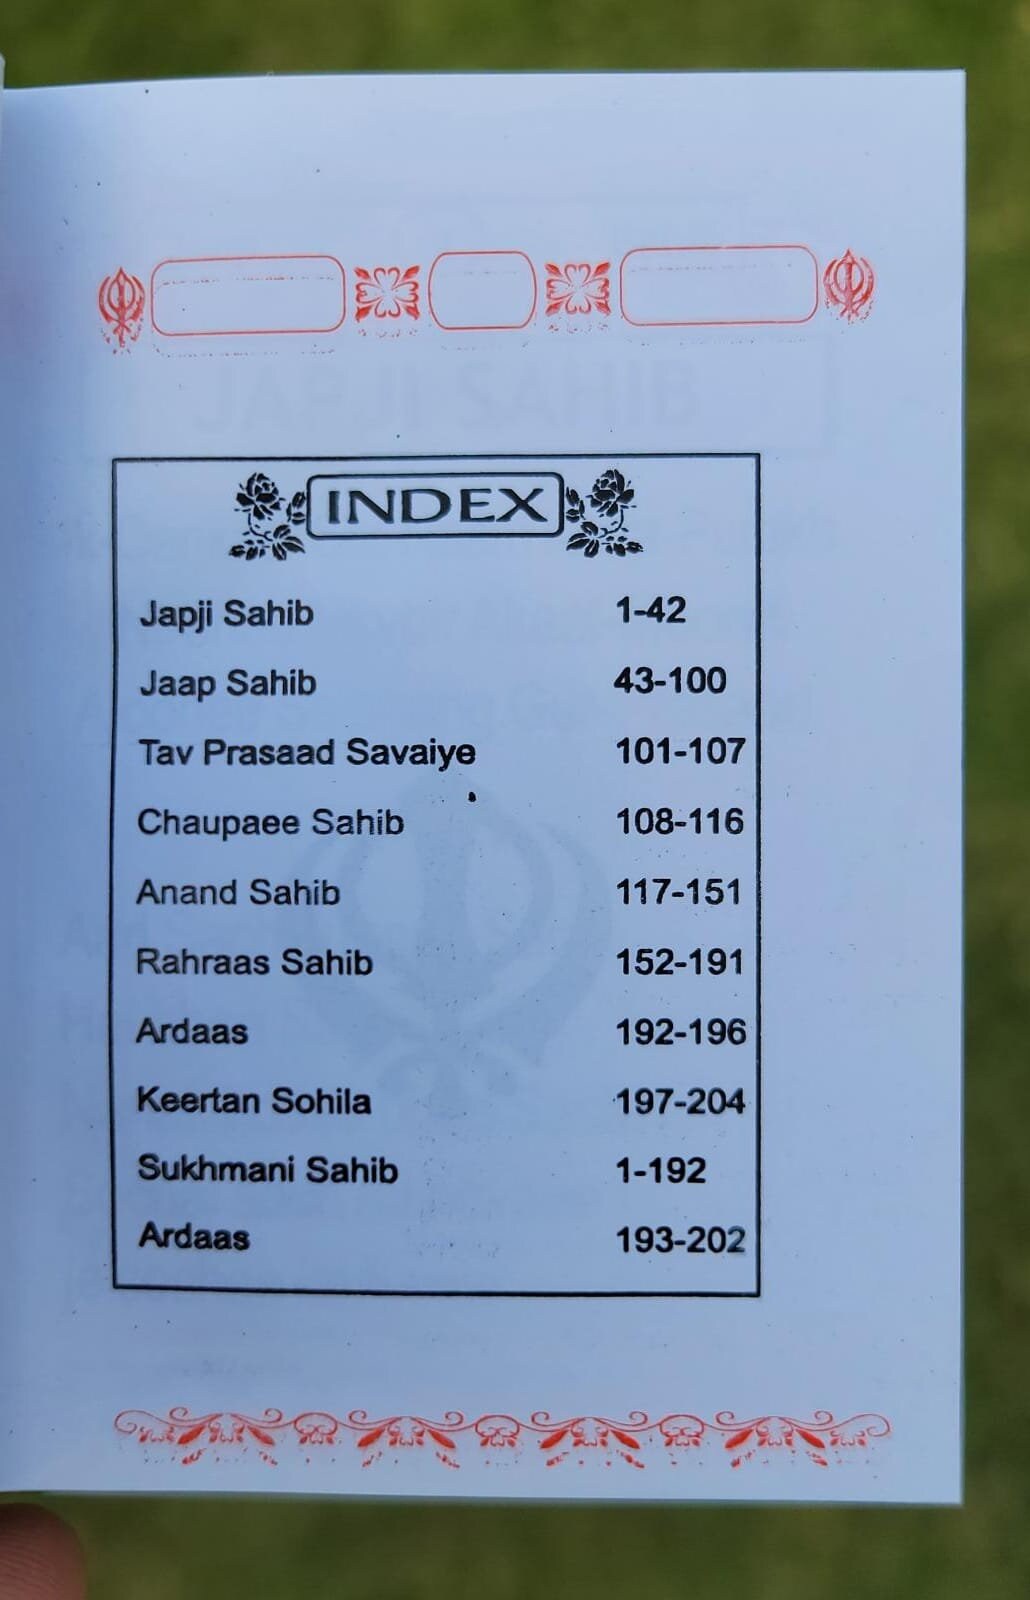 JAPJI SAHIB
INDEX
Japji Sahib 1-42
Jaap Sahib 43-100
Tav Prasaad Savaiye 101-107
Chaupaee Sahib 108-116
Anand Sahib 117-151
Rahraas Sahib 152-191
Ardaas 192-196
Keertan Sohila 197-204
Sukhmani Sahib 1-192
Ardaas 193-202